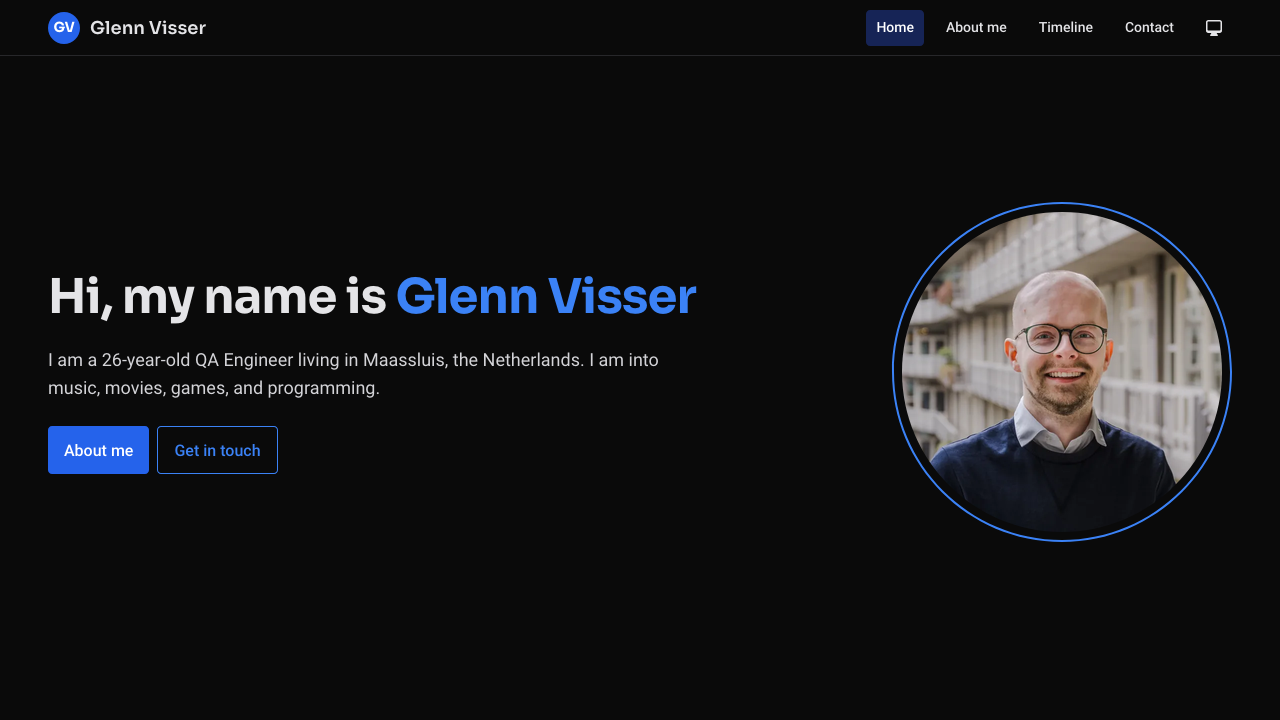 GV Glenn Visser
Home About me Timeline Contact
Hi, my name is Glenn Visser
I am a 26-year-old QA Engineer living in Maassluis, the Netherlands. I am into
music, movies, games, and programming.
About me Get in touch